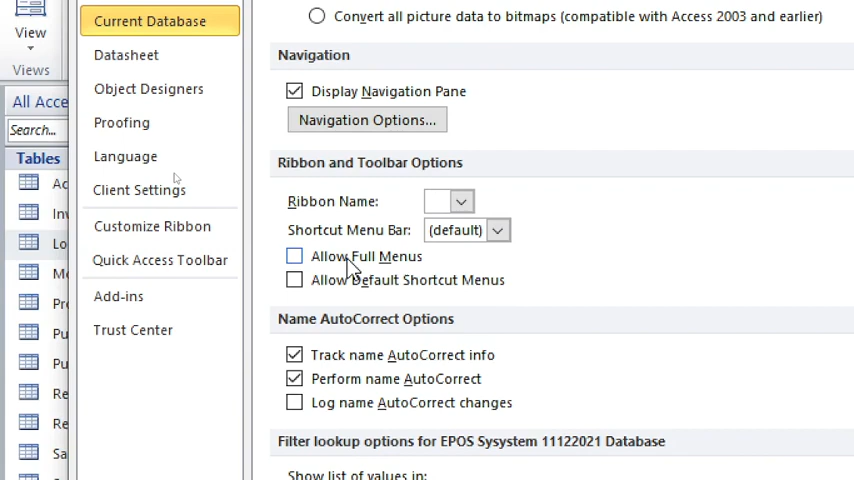 View
Views
All Acce
Search...
Tables
Ac
Inv
Lo
Mo
Pro
Pu
Pu
Re
Re
Sa
Current Database
Datasheet
Object Designers
Proofing
Language
Client Settings
Customize Ribbon
Quick Access Toolbar
Add-ins
Trust Center
Convert all picture data to bitmaps (compatible with Access 2003 and earlier)
Navigation
Display Navigation Pane
Navigation Options...
Ribbon and Toolbar Options
Ribbon Name:
Shortcut Menu Bar: (default)
Allow Full Menus
Allow Default Shortcut Menus
Name AutoCorrect Options
Track name AutoCorrect info
Perform name AutoCorrect
Log name AutoCorrect changes
Filter lookup options for EPOS Sysystem 11122021 Database
Show list of values in: